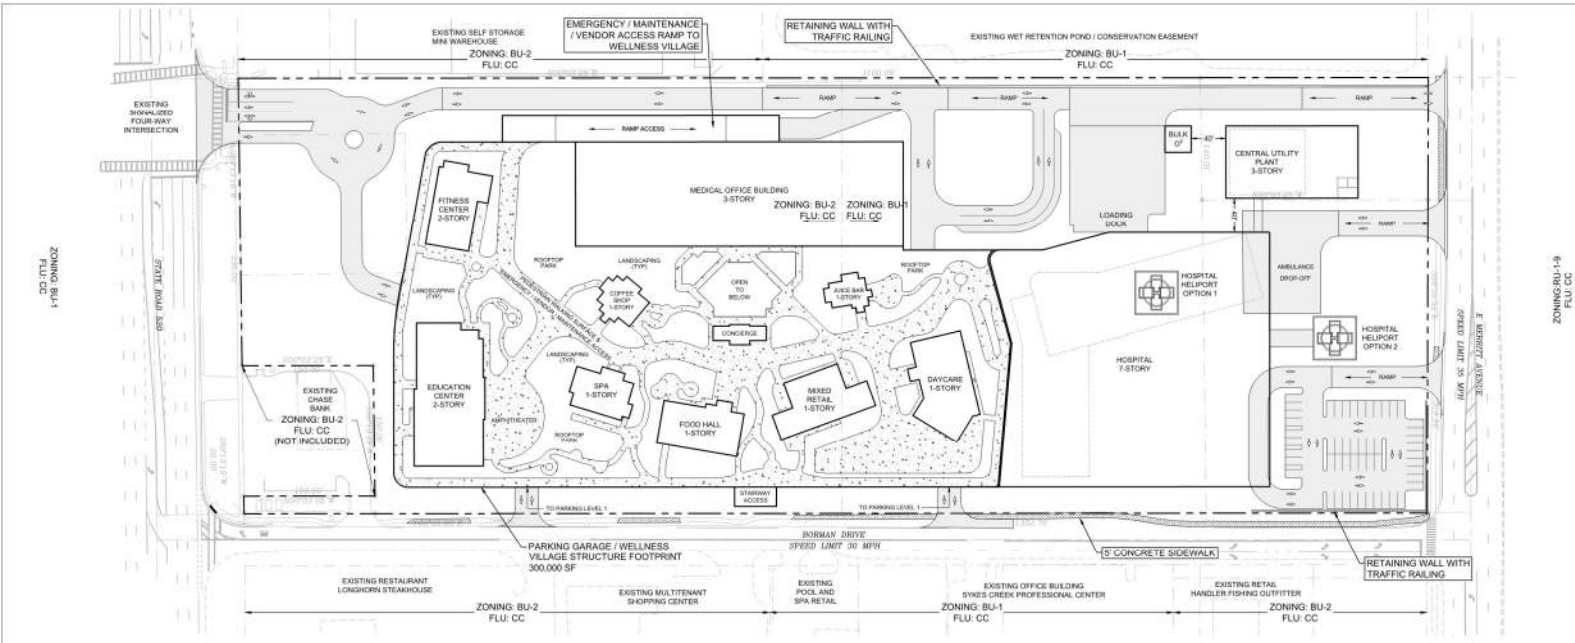 EXISTING SELF STORAGE
MINI WAREHOUSE
ZONING: BU-2
FLU: CC
EMERGENCY / MAINTENANCE
/ VENDOR ACCESS RAMP TO
WELLNESS VILLAGE
RETAINING WALL WITH
TRAFFIC RAILING
EXISTING WET RETENTION POND / CONSERVATION EASEMENT
ZONING: BU-1
FLU: CC
EXISTING
SIGNALIZED
FOUR-WAY
INTERSECTION
RAMP
RAMP
RAMP
RAMP ACCESS
BULK
O²
40'
CENTRAL UTILITY
PLANT
3-STORY
MEDICAL OFFICE BUILDING
3-STORY
ZONING: BU-2
FLU: CC
ZONING: BU-1
FLU: CC
FITNESS
CENTER
2-STORY
LOADING
DOCK
40'
RAMP
ZONING: BU-1
FLU: CC
STATE ROAD 520
ROOFTOP
PARK
LANDSCAPING
(TYP)
ROOFTOP
PARK
AMBULANCE
DROP-OFF
LANDSCAPING
(TYP)
PEDESTRIAN WALKING SURFACE &
EMERGENCY / VENDOR / MAINTENANCE ACCESS
COFFEE
SHOP
1-STORY
OPEN
TO
BELOW
JUICE BAR
1-STORY
HOSPITAL
HELIPORT
OPTION 1
CONCIERGE
HOSPITAL
HELIPORT
OPTION 2
ZONING:RU-1-9
FLU: CC
E MERRITT AVENUE
SPEED LIMIT 35 MPH
LANDSCAPING
(TYP)
HOSPITAL
7-STORY
EXISTING
CHASE
BANK
ZONING: BU-2
FLU: CC
(NOT INCLUDED)
EDUCATION
CENTER
2-STORY
SPA
1-STORY
MIXED
RETAIL
1-STORY
DAYCARE
1-STORY
RAMP
AMPHITHEATER
FOOD HALL
1-STORY
ROOFTOP
PARK
STAIRWAY
ACCESS
TO PARKING LEVEL 1
TO PARKING LEVEL 1
BORMAN DRIVE
SPEED LIMIT 30 MPH
PARKING GARAGE / WELLNESS
VILLAGE STRUCTURE FOOTPRINT
300,000 SF
5' CONCRETE SIDEWALK
RETAINING WALL WITH
TRAFFIC RAILING
EXISTING RESTAURANT
LONGHORN STEAKHOUSE
EXISTING MULTITENANT
SHOPPING CENTER
EXISTING
POOL AND
SPA RETAIL
EXISTING OFFICE BUILDING
SYKES CREEK PROFESSIONAL CENTER
EXISTING RETAIL
HANDLER FISHING OUTFITTER
ZONING: BU-2
FLU: CC
ZONING: BU-1
FLU: CC
ZONING: BU-2
FLU: CC